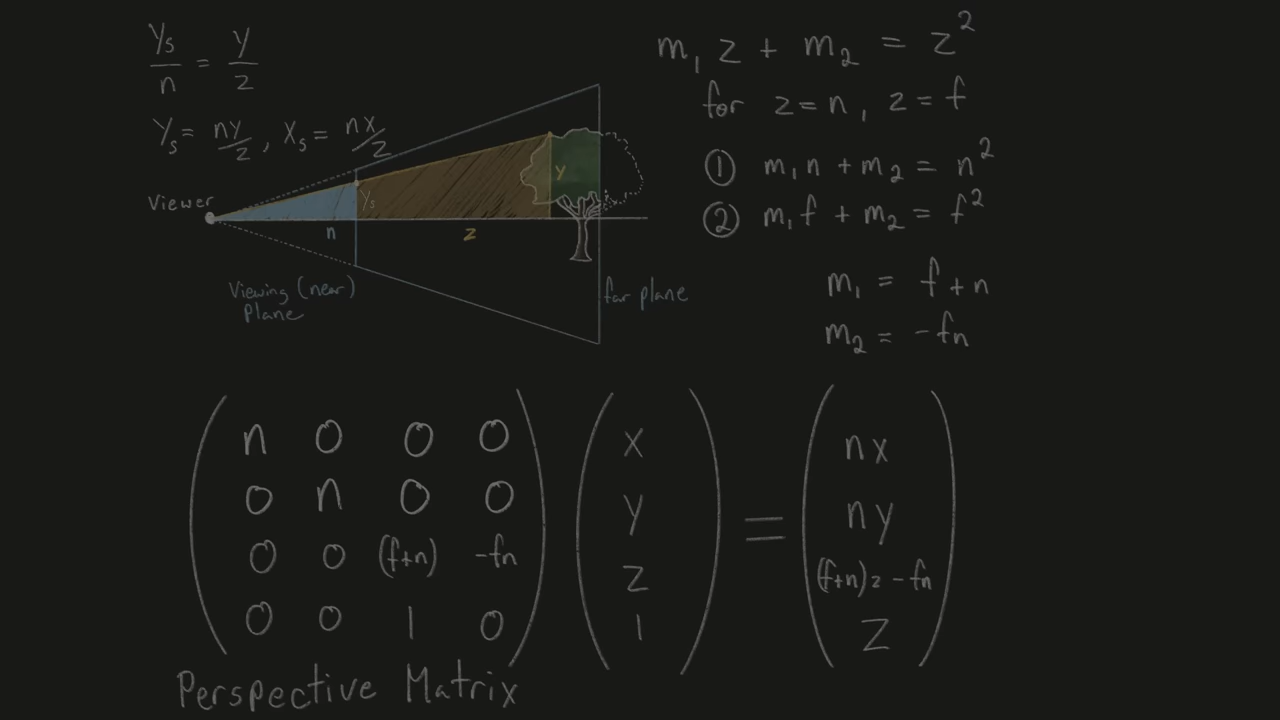 Ys/n = y/z
Ys = ny/z, Xs = nx/z
Viewer
Ys
y
n
z
Viewing (near)
Plane
far plane
m₁ z + m₂ = z²
for z=n, z=f
① m₁n + m₂ = n²
② m₁f + m₂ = f²
m₁ = f+n
m₂ = -fn
n 0 0 0
0 n 0 0
0 0 (f+n) -fn
0 0 1 0
x
y
z
1
=
nx
ny
(f+n)z - fn
z
Perspective Matrix